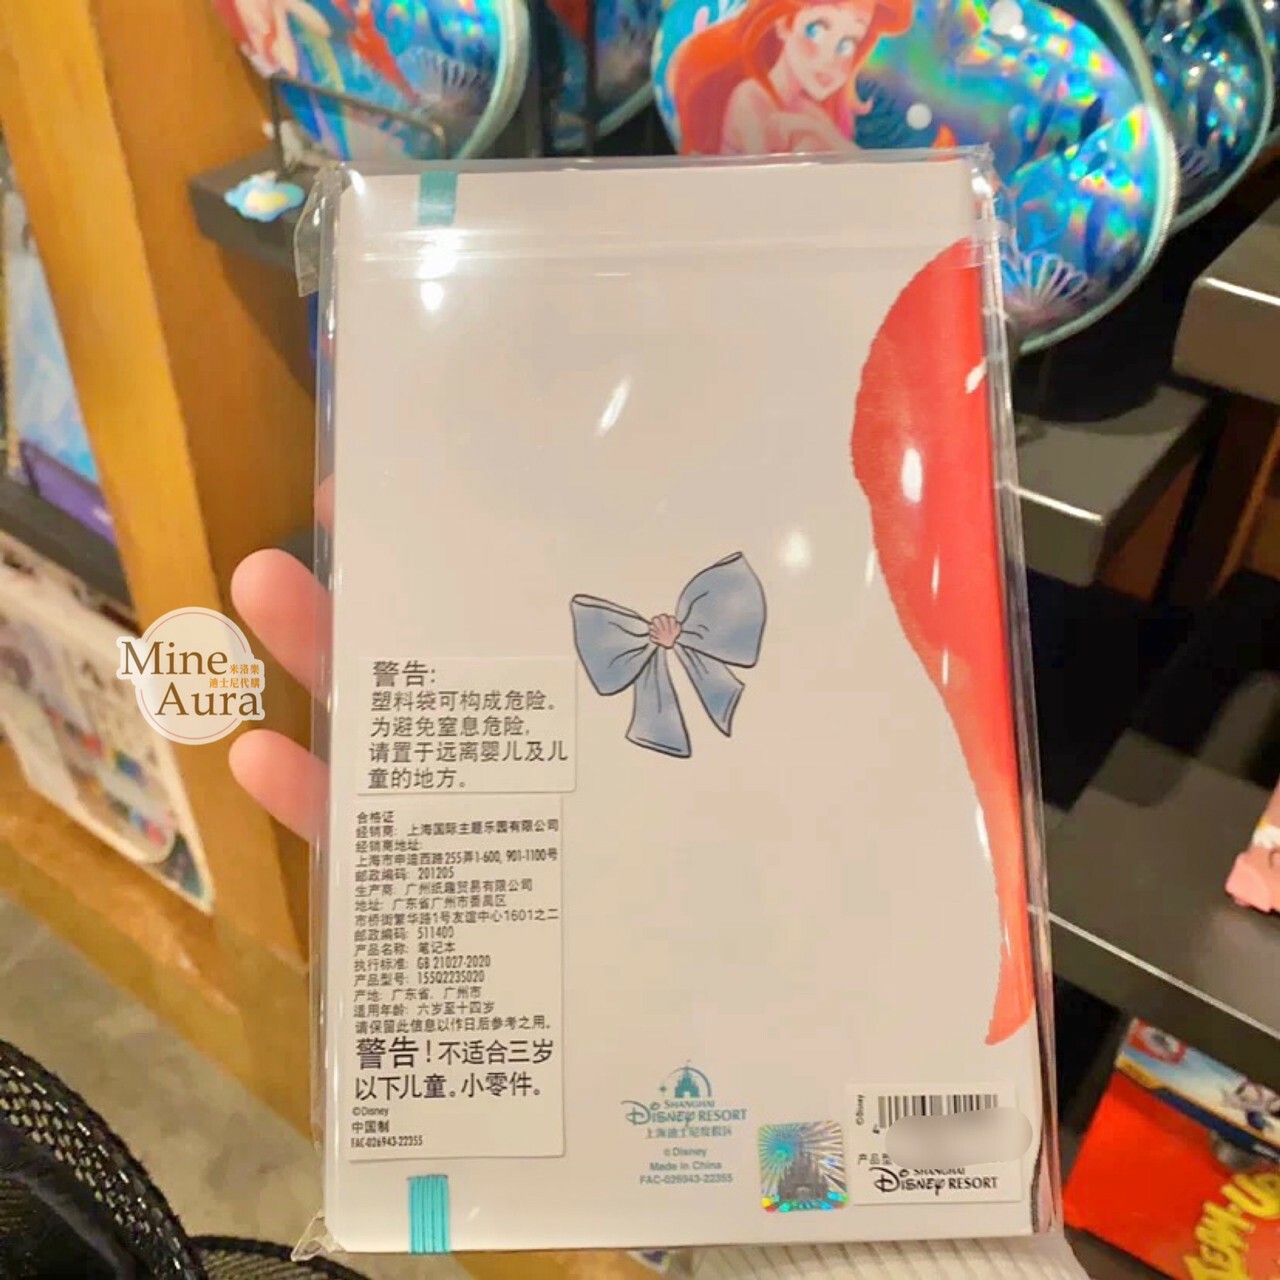 Mine
米洛樂
迪士尼代購
Aura
警告:
塑料袋可构成危险。
为避免窒息危险,
请置于远离婴儿及儿
童的地方。
合格证
经销商: 上海国际主题乐园有限公司
经销商地址:
上海市申迪西路255弄1-600, 901-1100号
邮政编码: 201205
生产商: 广州纸趣贸易有限公司
地址: 广东省广州市番禺区
市桥街繁华路1号友谊中心1601之二
邮政编码: 511400
产品名称: 笔记本
执行标准: GB 21027-2020
产品型号: 155Q223S020
产地: 广东省, 广州市
适用年龄: 六岁至十四岁
请保留此信息以作日后参考之用。
警告!不适合三岁
以下儿童。小零件。
©Disney
中国制
FAC-026943-22355
SHANGHAI
DISNEY RESORT
上海迪士尼度假区
©Disney
Made in China
FAC-026943-22355
©Disney
产品型
SHANGHAI
DISNEY RESORT